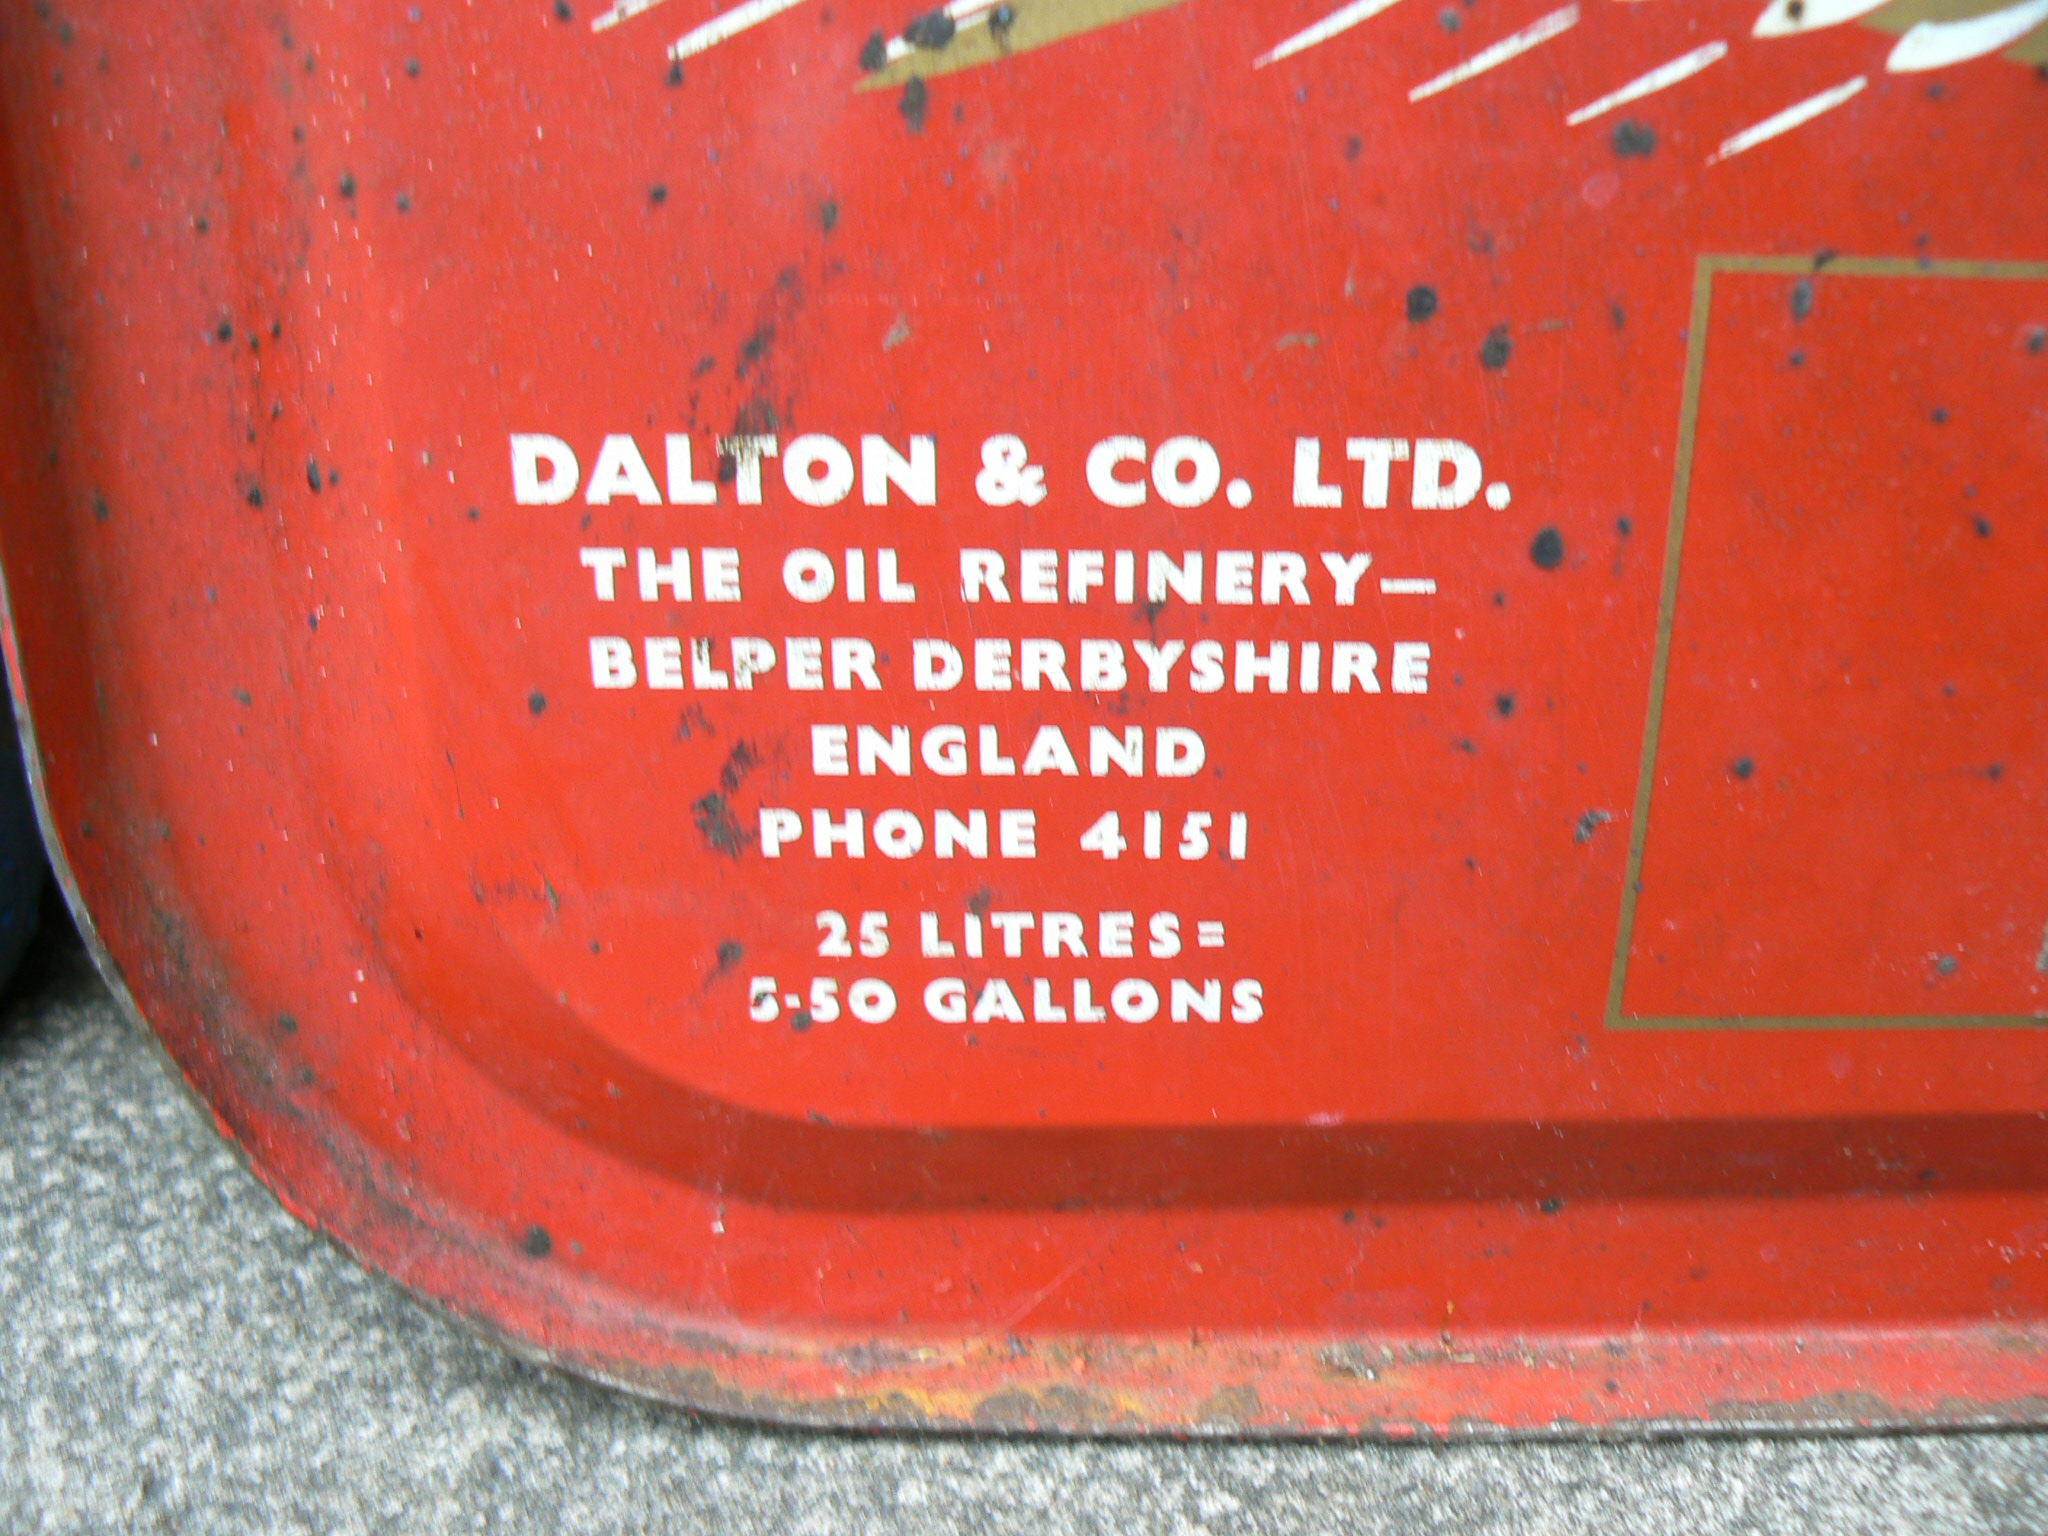 DALTON & CO. LTD.
THE OIL REFINERY—
BELPER DERBYSHIRE
ENGLAND
PHONE 4151
25 LITRES=
5-50 GALLONS